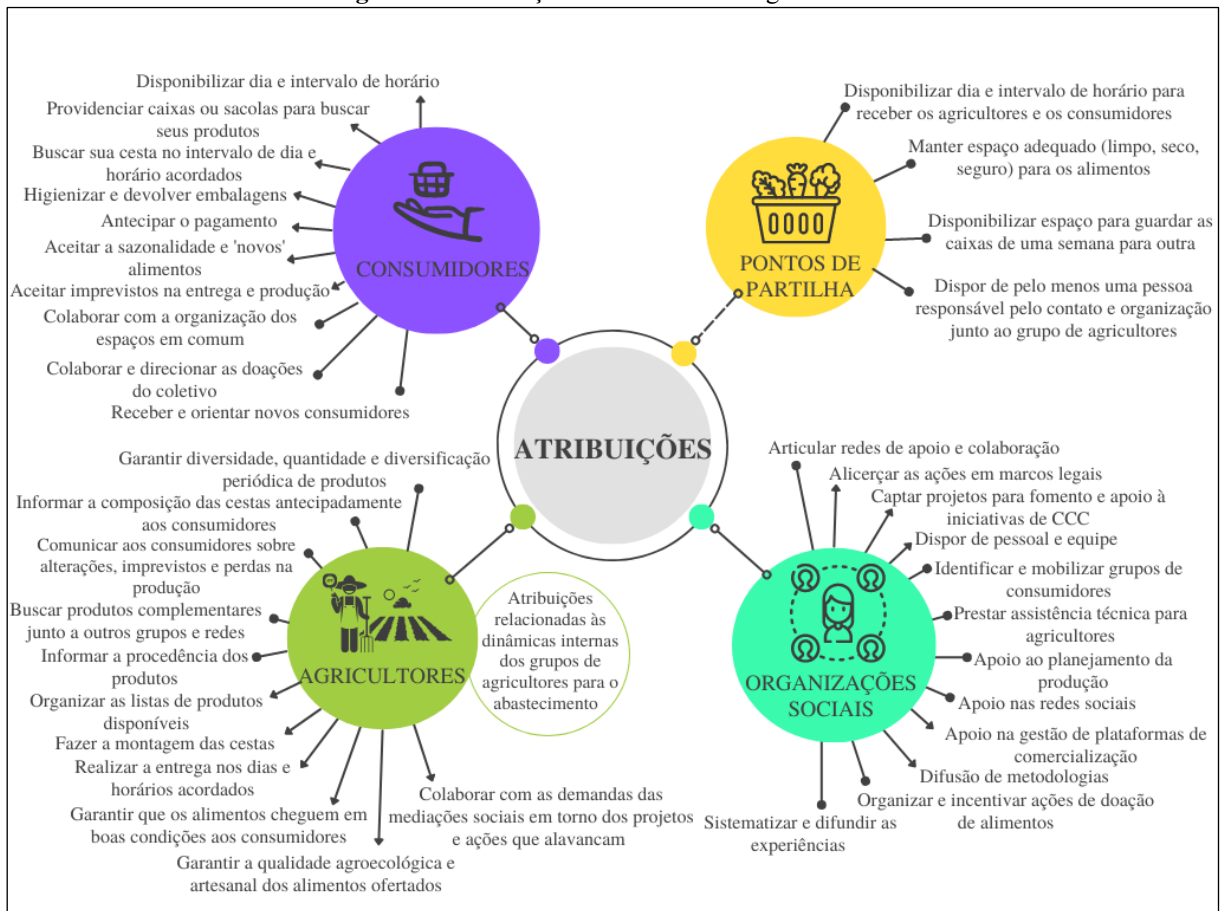 Disponibilizar dia e intervalo de horário
Providenciar caixas ou sacolas para buscar
seus produtos
Buscar sua cesta no intervalo de dia e
horário acordados
Higienizar e devolver embalagens
Antecipar o pagamento
Aceitar a sazonalidade e 'novos'
alimentos
Aceitar imprevistos na entrega e produção
Colaborar com a organização dos
espaços em comum
Colaborar e direcionar as doações
do coletivo
Receber e orientar novos consumidores
CONSUMIDORES
Disponibilizar dia e intervalo de horário para
receber os agricultores e os consumidores
Manter espaço adequado (limpo, seco,
seguro) para os alimentos
Disponibilizar espaço para guardar as
caixas de uma semana para outra
Dispor de pelo menos uma pessoa
responsável pelo contato e organização
junto ao grupo de agricultores
PONTOS DE
PARTILHA
ATRIBUIÇÕES
Garantir diversidade, quantidade e diversificação
periódica de produtos
Informar a composição das cestas antecipadamente
aos consumidores
Comunicar aos consumidores sobre
alterações, imprevistos e perdas na
produção
Buscar produtos complementares
junto a outros grupos e redes
Informar a procedência dos
produtos
Organizar as listas de produtos
disponíveis
Fazer a montagem das cestas
Realizar a entrega nos dias e
horários acordados
Garantir que os alimentos cheguem em
boas condições aos consumidores
Garantir a qualidade agroecológica e
artesanal dos alimentos ofertados
Colaborar com as demandas das
mediações sociais em torno dos projetos
e ações que alavancam
AGRICULTORES
Atribuições
relacionadas às
dinâmicas internas
dos grupos de
agricultores para o
abastecimento
Articular redes de apoio e colaboração
Alicerçar as ações em marcos legais
Captar projetos para fomento e apoio à
iniciativas de CCC
Dispor de pessoal e equipe
Identificar e mobilizar grupos de
consumidores
Prestar assistência técnica para
agricultores
Apoio ao planejamento da
produção
Apoio nas redes sociais
Apoio na gestão de plataformas de
comercialização
Difusão de metodologias
Organizar e incentivar ações de doação
de alimentos
Sistematizar e difundir as
experiências
ORGANIZAÇÕES
SOCIAIS